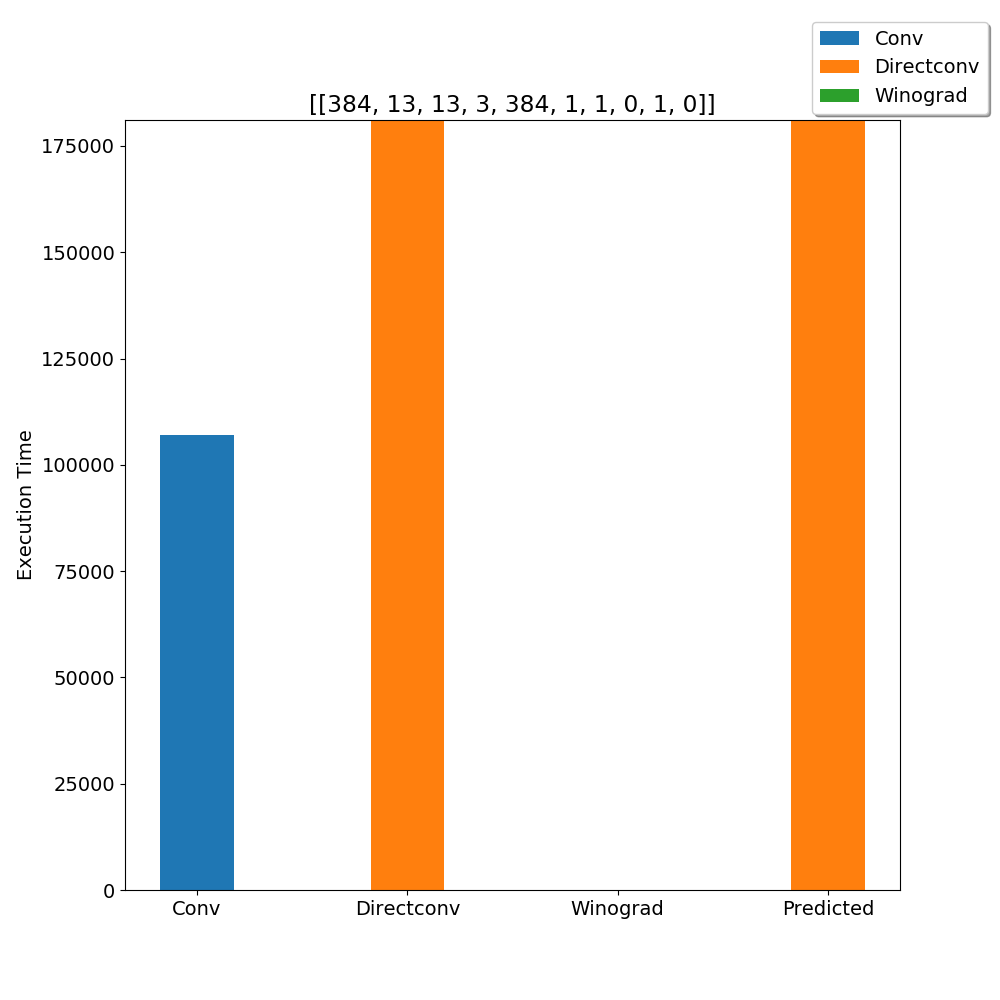 Conv
Directconv
Winograd
[[384, 13, 13, 3, 384, 1, 1, 0, 1, 0]]
175000
150000
125000
100000
75000
50000
25000
0
Execution Time
Conv Directconv Winograd Predicted